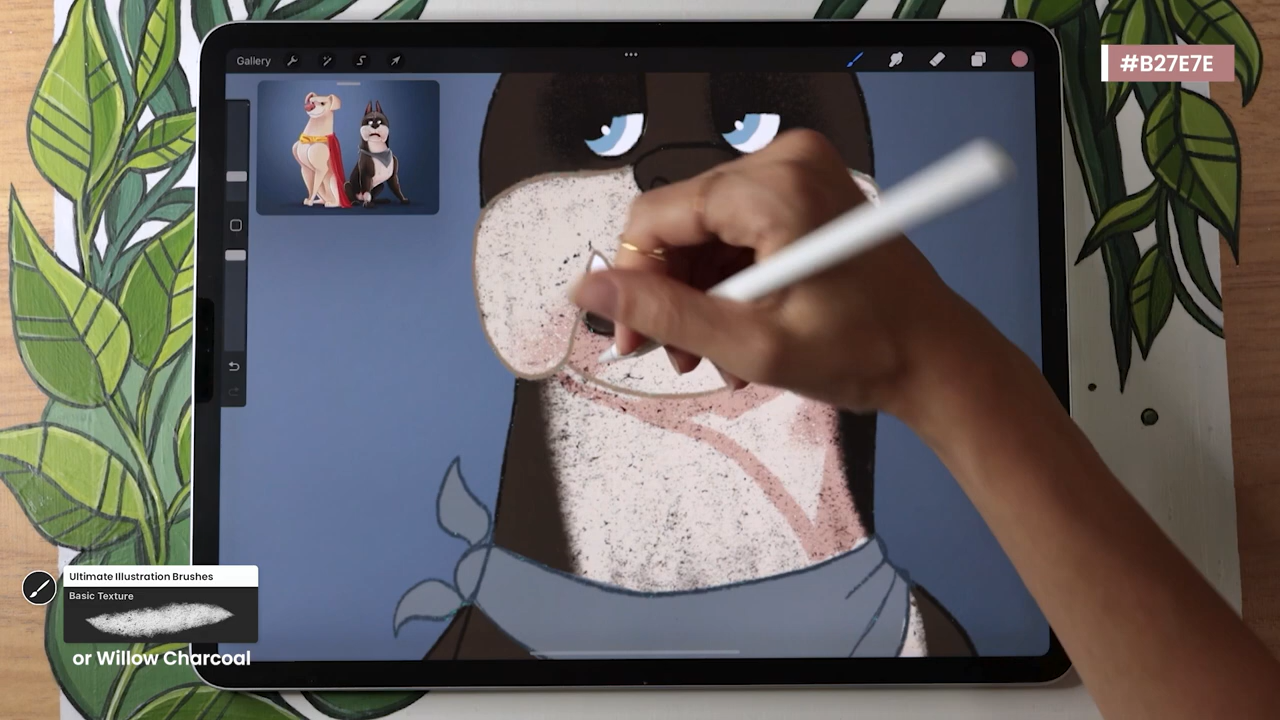 #B27E7E
Gallery
Ultimate Illustration Brushes
Basic Texture
or Willow Charcoal